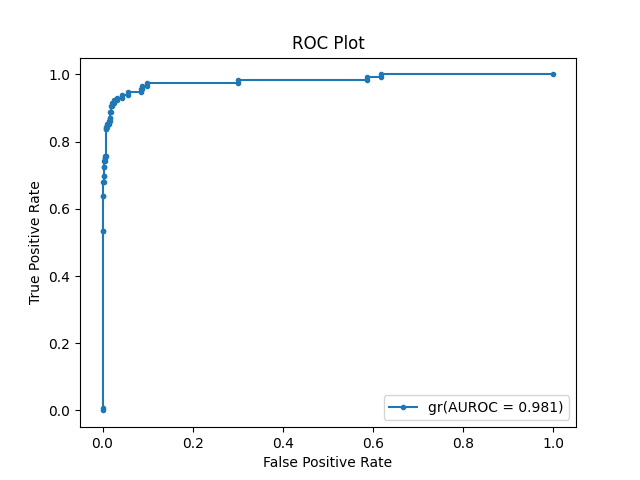 ROC Plot
1.0
0.8
0.6
0.4
0.2
0.0
True Positive Rate
0.0 0.2 0.4 0.6 0.8 1.0
False Positive Rate
gr(AUROC = 0.981)